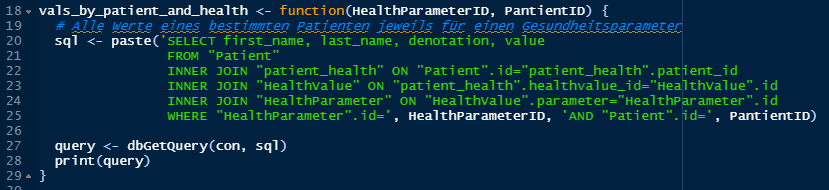 18 vals_by_patient_and_health <- function(HealthParameterID, PantientID) {
19 # Alle Werte eines bestimmten Patienten jeweils für einen Gesundheitsparameter
20 sql <- paste('SELECT first_name, last_name, denotation, value
21 FROM "Patient"
22 INNER JOIN "patient_health" ON "Patient".id="patient_health".patient_id
23 INNER JOIN "HealthValue" ON "patient_health".healthvalue_id="HealthValue".id
24 INNER JOIN "HealthParameter" ON "HealthValue".parameter="HealthParameter".id
25 WHERE "HealthParameter".id=', HealthParameterID, 'AND "Patient".id=', PantientID)
26
27 query <- dbGetQuery(con, sql)
28 print(query)
29 }